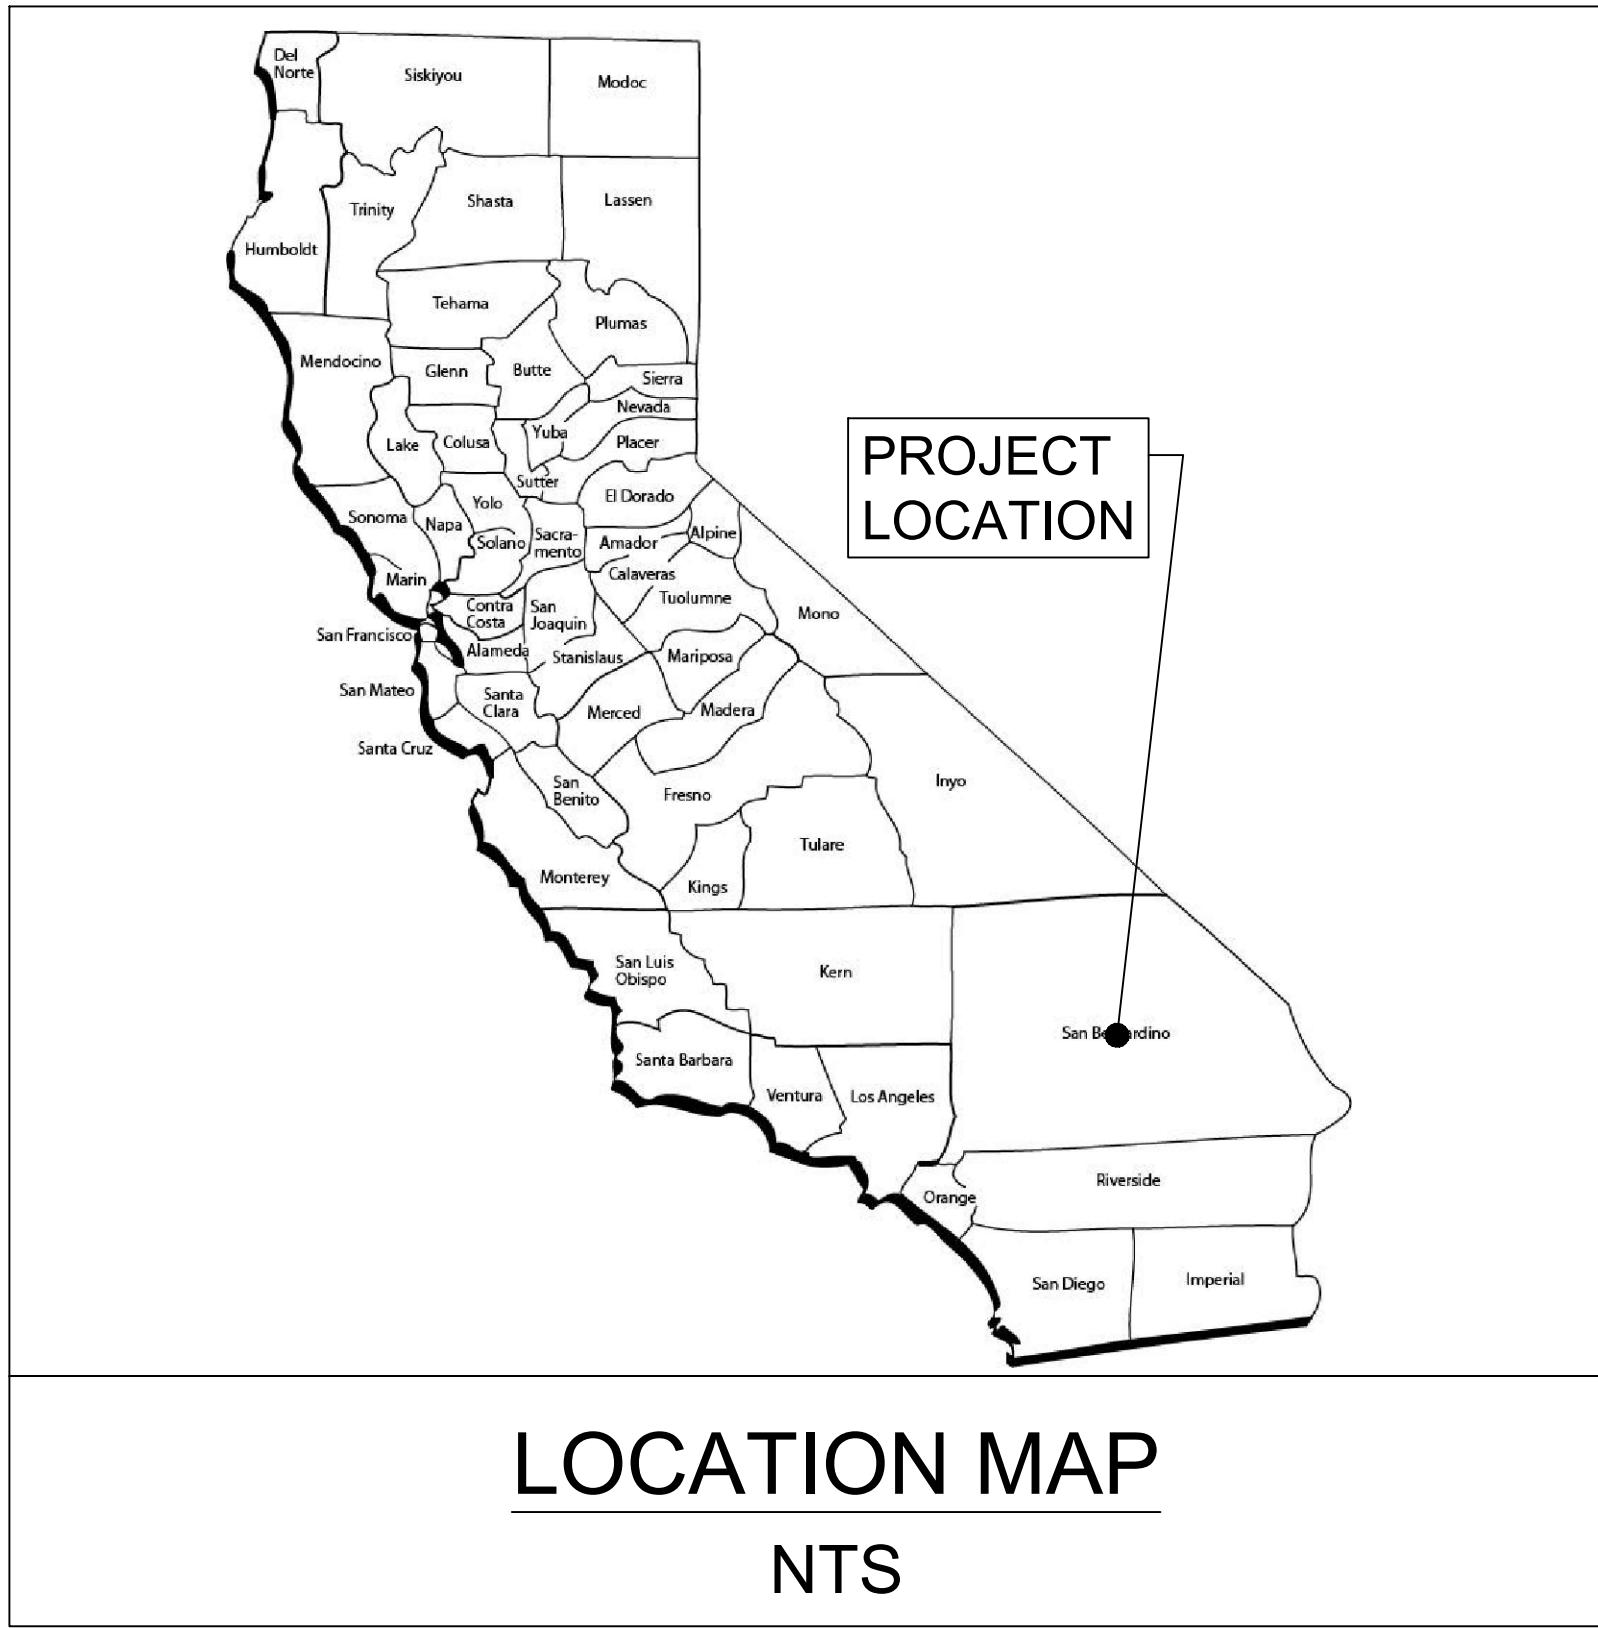 Del
Norte
Siskiyou
Modoc
Trinity
Shasta
Lassen
Humboldt
Tehama
Plumas
Mendocino
Glenn
Butte
Sierra
Nevada
Lake
Colusa
Yuba
Placer
Sutter
Yolo
El Dorado
PROJECT
LOCATION
Sonoma
Napa
Solano
Sacra-
mento
Amador
Alpine
Marin
Calaveras
Contra
Costa
San
Joaquin
Tuolumne
Mono
San Francisco
Alameda
Stanislaus
Mariposa
San Mateo
Santa
Clara
Merced
Madera
Santa Cruz
San
Benito
Fresno
Inyo
Tulare
Monterey
Kings
San Luis
Obispo
Kern
San Bernardino
Santa Barbara
Ventura
Los Angeles
Riverside
Orange
San Diego
Imperial
LOCATION MAP
NTS